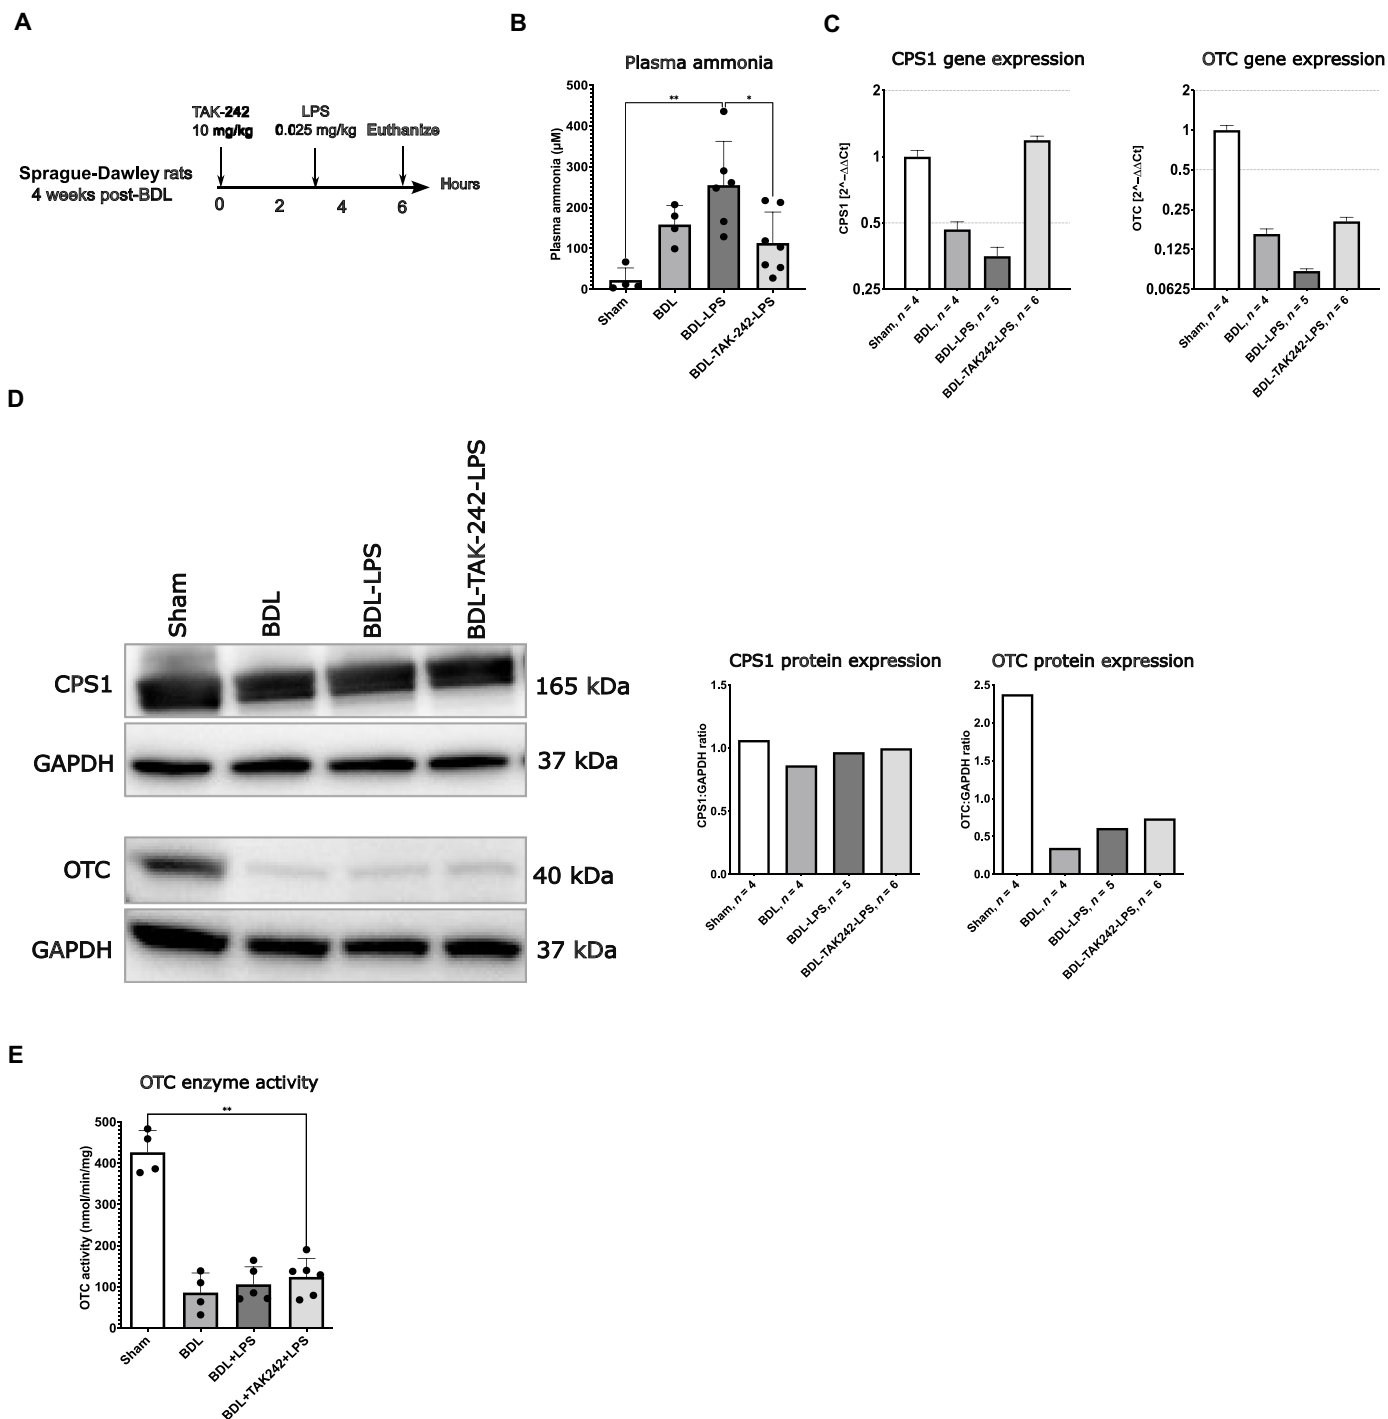 A
TAK-242
10 mg/kg
LPS
0.025 mg/kg
Euthanize
Sprague-Dawley rats
4 weeks post-BDL
Hours
0 2 4 6
B
Plasma ammonia
Plasma ammonia (µM)
500
400
300
200
100
0
** *
Sham
BDL
BDL-LPS
BDL-TAK-242-LPS
C
CPS1 gene expression
CPS1 [2^−ΔΔCt]
2
1
0.5
0.25
Sham, n = 4
BDL, n = 4
BDL-LPS, n = 5
BDL-TAK242-LPS, n = 6
OTC gene expression
OTC [2^−ΔΔCt]
2
1
0.5
0.25
0.125
0.0625
Sham, n = 4
BDL, n = 4
BDL-LPS, n = 5
BDL-TAK242-LPS, n = 6
D
Sham
BDL
BDL-LPS
BDL-TAK-242-LPS
CPS1
165 kDa
GAPDH
37 kDa
OTC
40 kDa
GAPDH
37 kDa
CPS1 protein expression
CPS1:GAPDH ratio
1.5
1.0
0.5
0.0
Sham, n = 4
BDL, n = 4
BDL-LPS, n = 5
BDL-TAK242-LPS, n = 6
OTC protein expression
OTC:GAPDH ratio
2.5
2.0
1.5
1.0
0.5
0.0
Sham, n = 4
BDL, n = 4
BDL-LPS, n = 5
BDL-TAK242-LPS, n = 6
E
OTC enzyme activity
OTC activity (nmol/min/mg)
500
400
300
200
100
0
**
Sham
BDL
BDL+LPS
BDL+TAK242+LPS